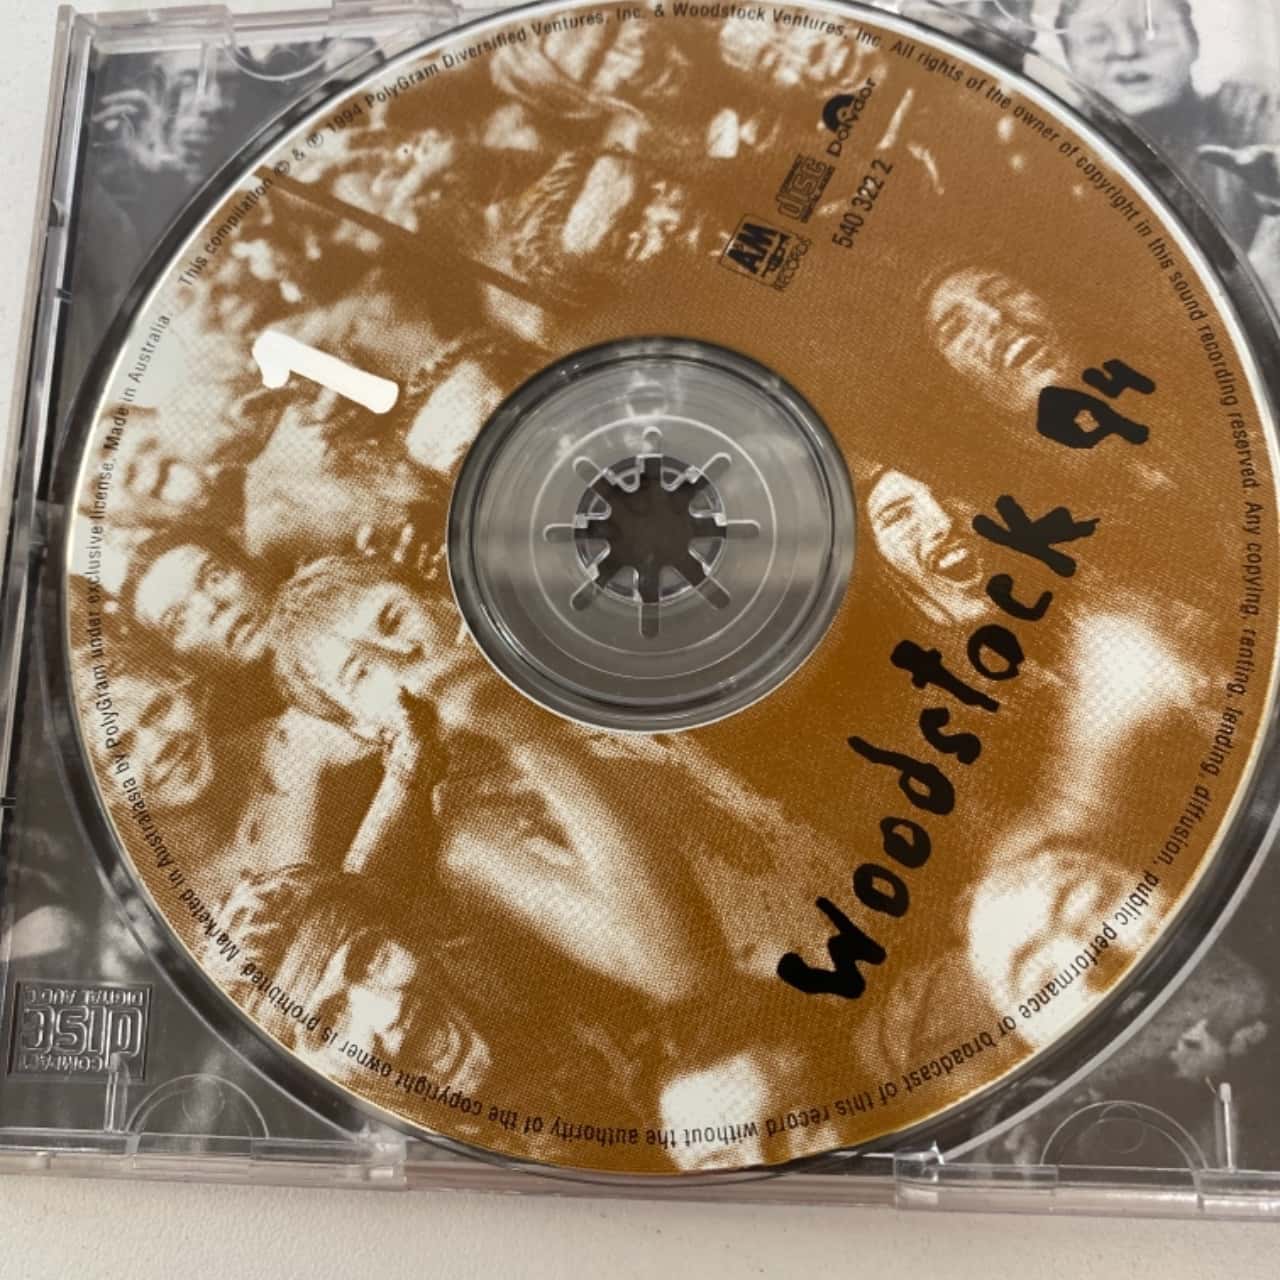 Woodstock 94
1
A&M
RECORDS
COMPACT
disc
DIGITAL AUDIO
Polydor
540 322 2
This compilation © & ℗ 1994 PolyGram Diversified Ventures, Inc. & Woodstock Ventures, Inc. All rights of the owner of copyright in this sound recording reserved. Any copying, renting, lending, diffusion, public performance or broadcast of this record without the authority of the copyright owner is prohibited. Marketed in Australasia by PolyGram under exclusive license. Made in Australia.
COMPACT
disc
DIGITAL AUDIO